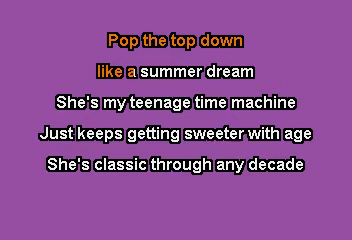 Pop the top down
like a summer dream
She's my teenage time machine
Just keeps getting sweeter with age
She's classic through any decade